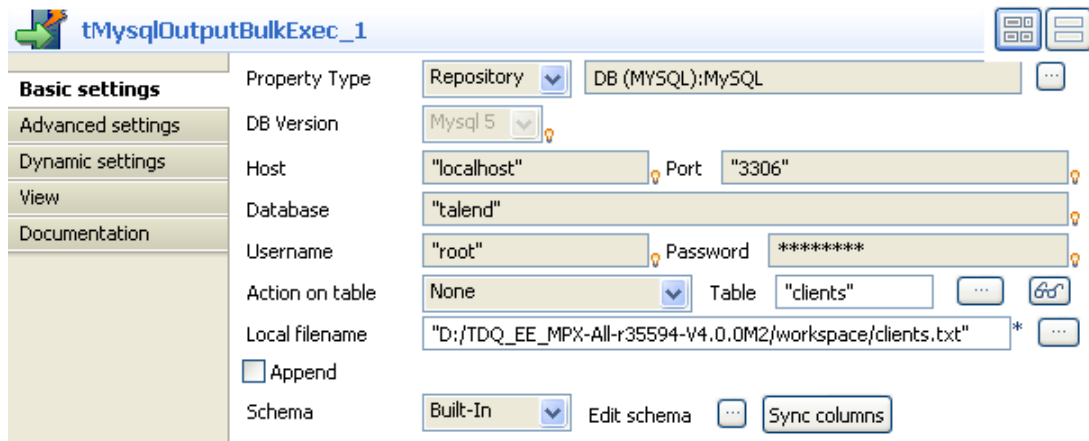 tMysqlOutputBulkExec_1
Basic settings
Advanced settings
Dynamic settings
View
Documentation
Property Type Repository DB (MYSQL):MySQL ...
DB Version Mysql 5
Host "localhost" Port "3306"
Database "talend"
Username "root" Password ********
Action on table None Table "clients" ...
Local filename "D:/TDQ_EE_MPX-All-r35594-V4.0.0M2/workspace/clients.txt" * ...
Append
Schema Built-In Edit schema ... Sync columns